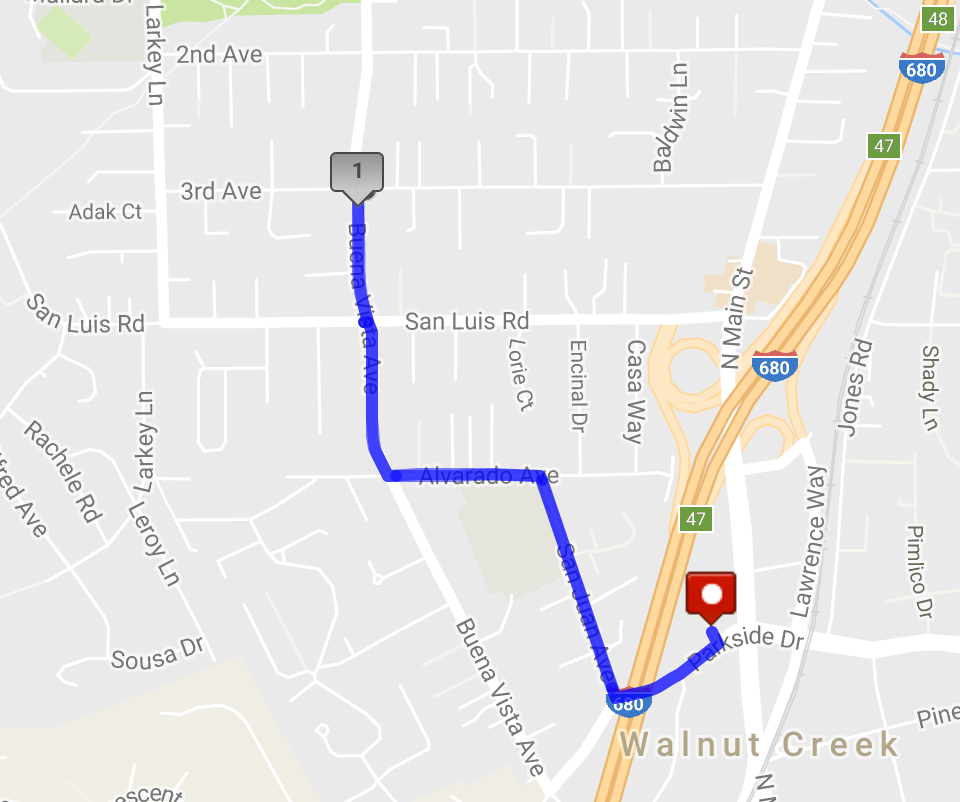 48
2nd Ave
Larkey Ln
680
Baldwin Ln
47
1
3rd Ave
Adak Ct
Buena Vista Ave
San Luis Rd
San Luis Rd
N Main St
Lorie Ct
Encinal Dr
Casa Way
680
Jones Rd
Shady Ln
Larkey Ln
Rachele Rd
Alvarado Ave
Leroy Ln
47
Lawrence Way
Pimlico Dr
San Juan Ave
Parkside Dr
Sousa Dr
Buena Vista Ave
680
Walnut Creek